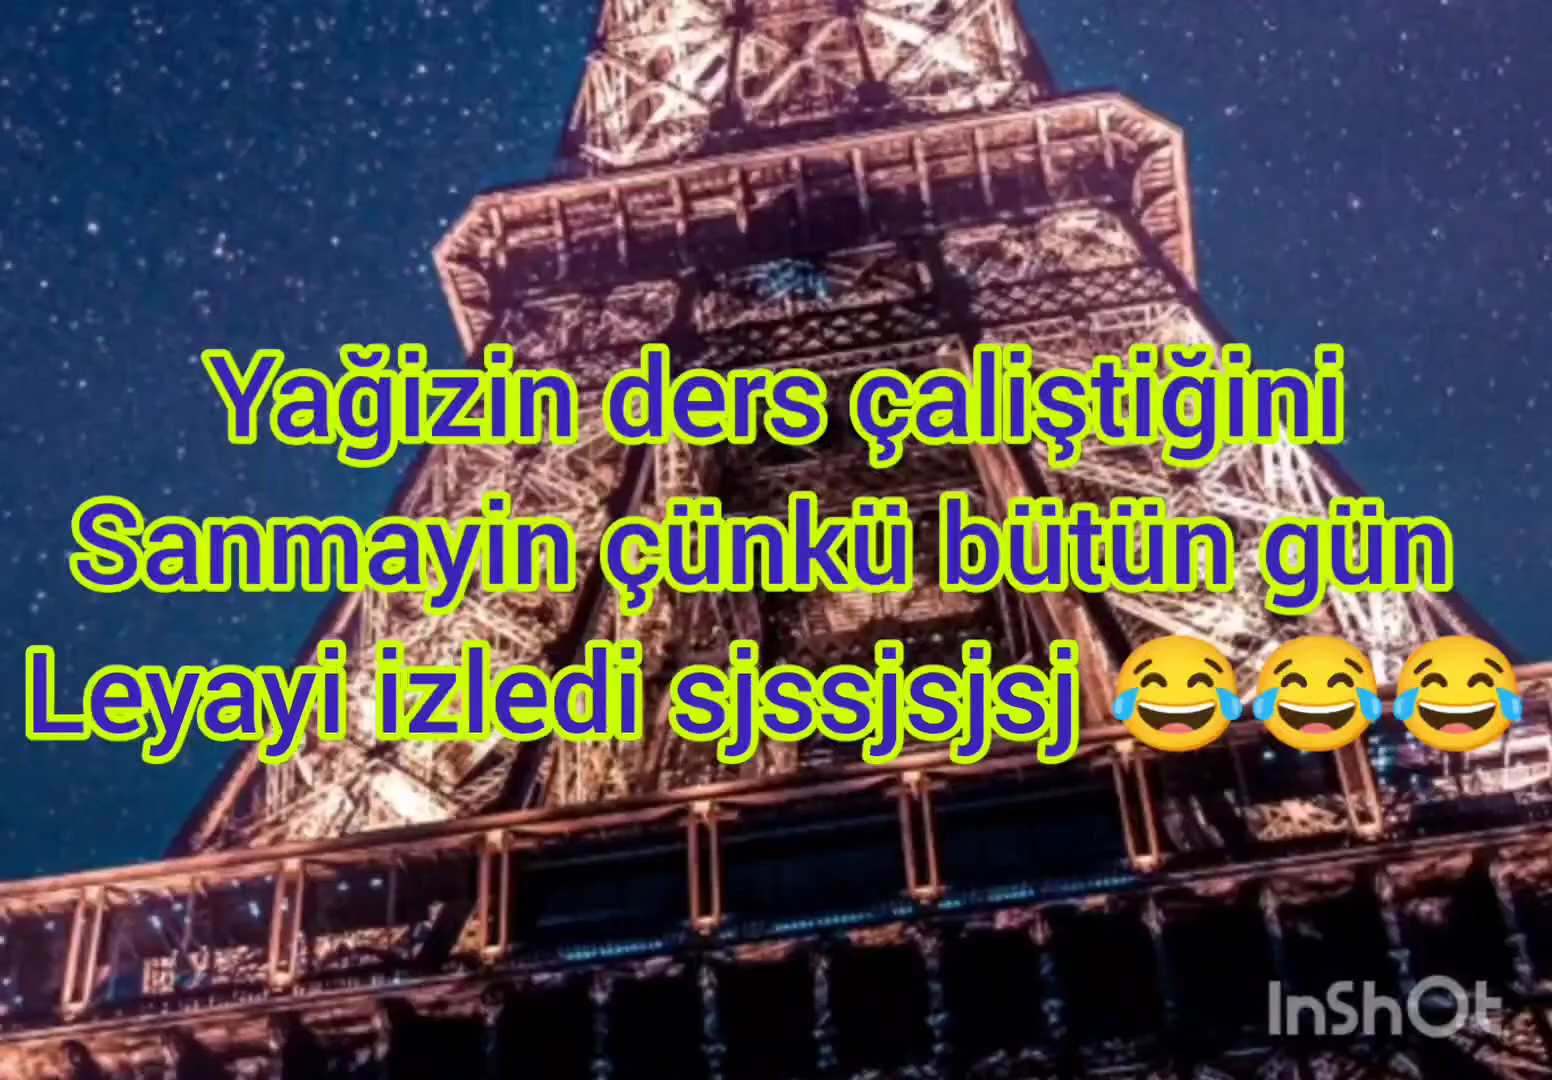 Yağizin ders çaliştiğini
Sanmayin çünkü bütün gün
Leyayi izledi sjssjsjsj 😂😂😂
InShOt